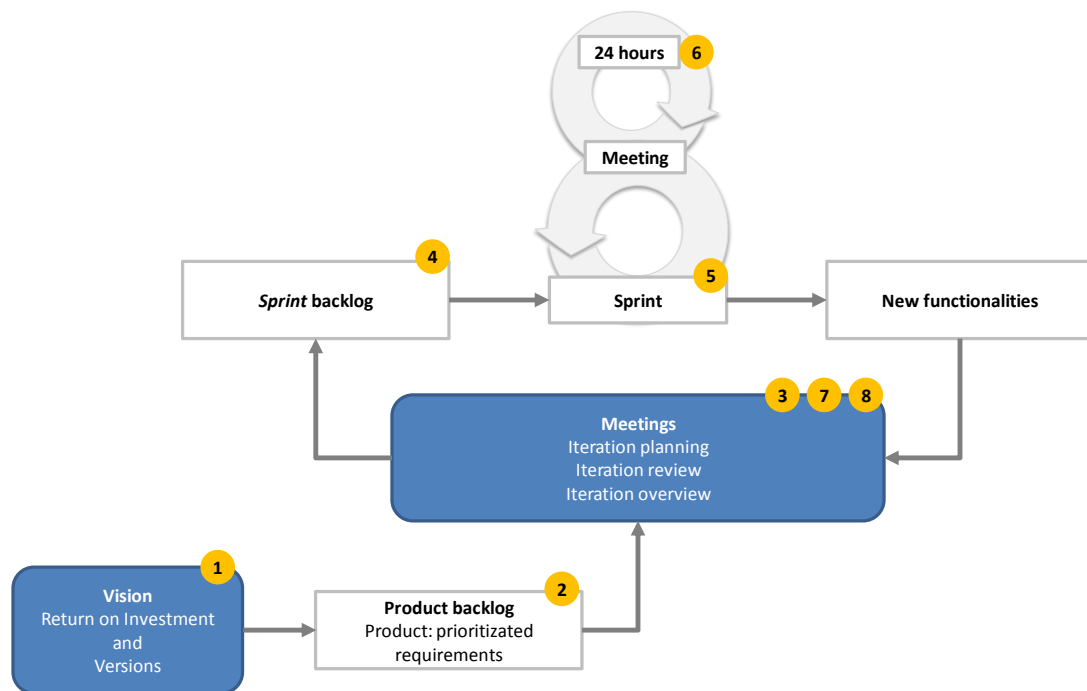 24 hours
6
Meeting
4
Sprint backlog
5
Sprint
New functionalities
3 7 8
Meetings
Iteration planning
Iteration review
Iteration overview
1
Vision
Return on Investment
and
Versions
2
Product backlog
Product: prioritizated
requirements